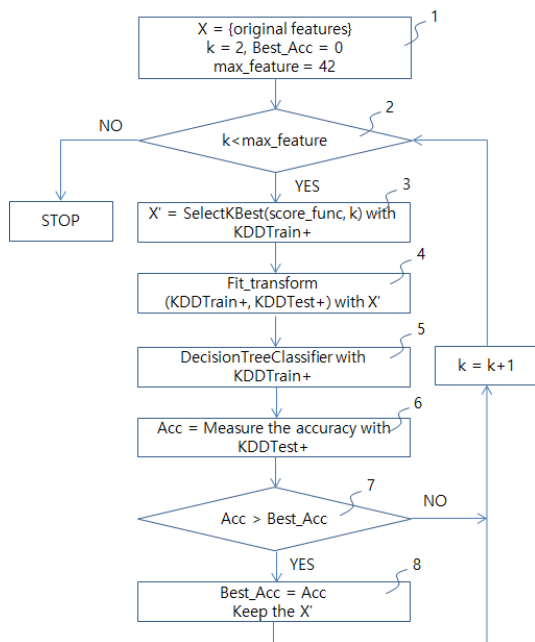 X = {original features}
k = 2, Best_Acc = 0
max_feature = 42
1
k<max_feature
2
NO
YES
STOP
X' = SelectKBest(score_func, k) with
KDDTrain+
3
Fit_transform
(KDDTrain+, KDDTest+) with X'
4
DecisionTreeClassifier with
KDDTrain+
5
k = k+1
Acc = Measure the accuracy with
KDDTest+
6
Acc > Best_Acc
7
NO
YES
Best_Acc = Acc
Keep the X'
8